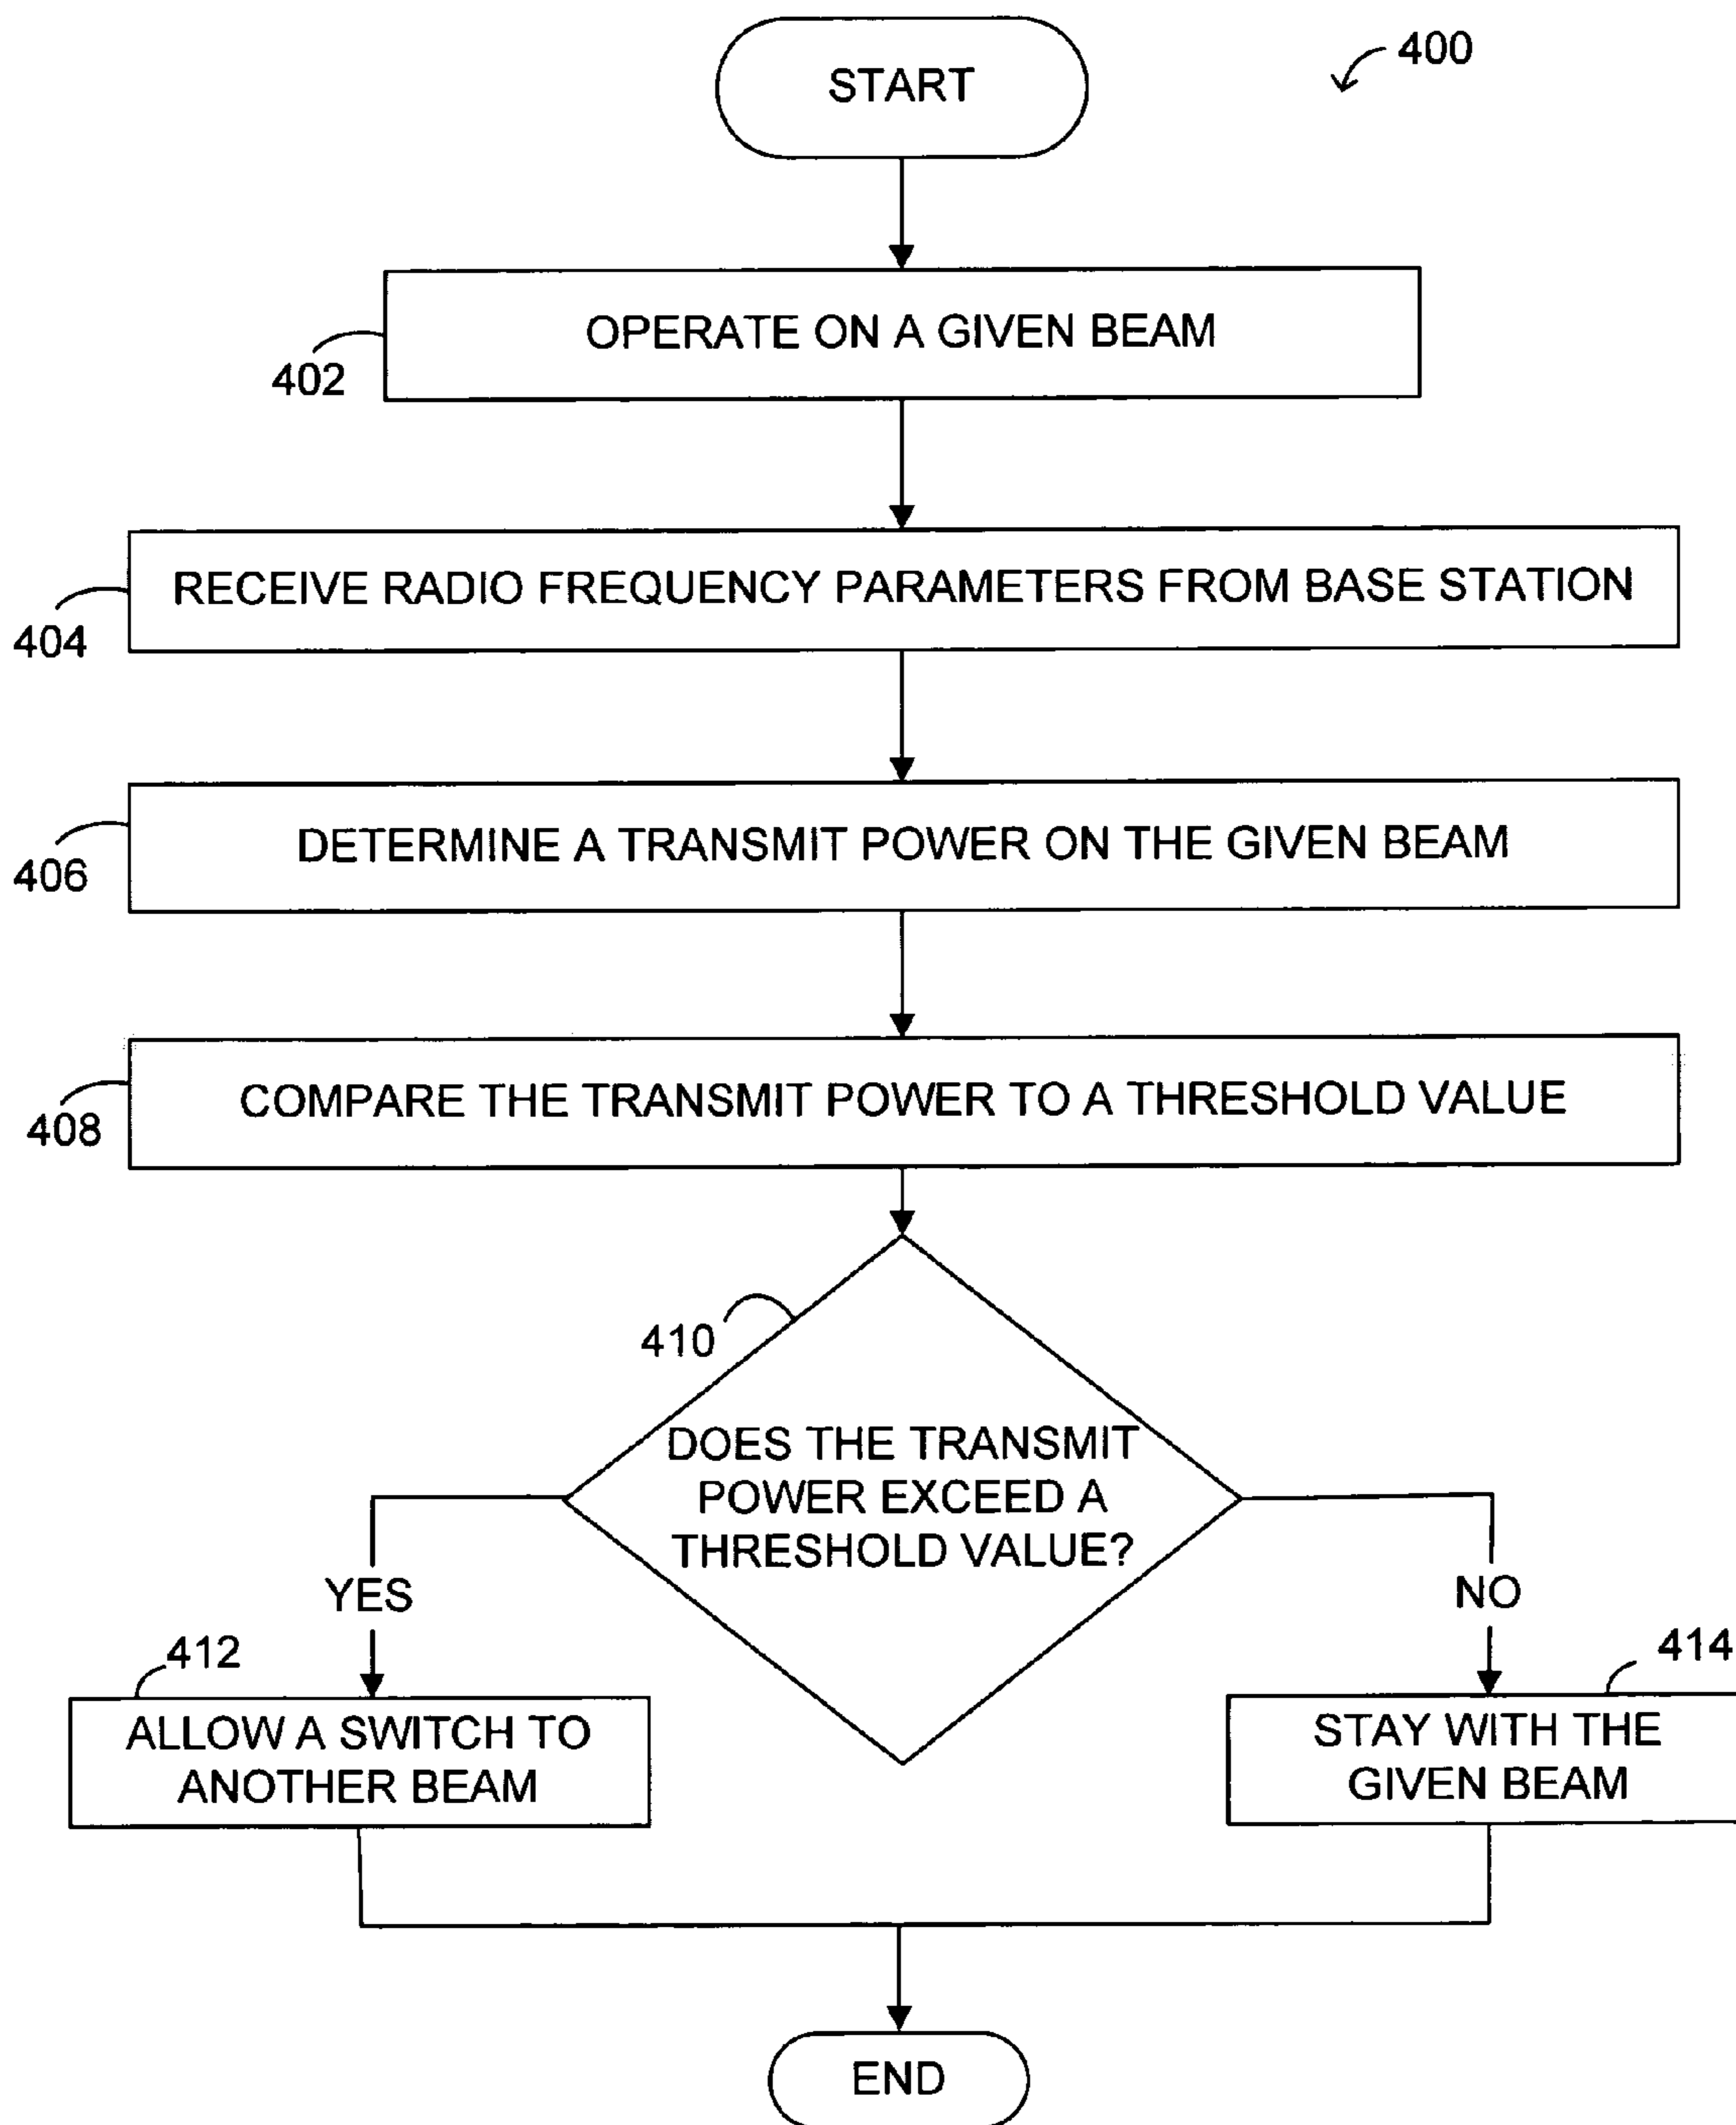 START
400
OPERATE ON A GIVEN BEAM
402
RECEIVE RADIO FREQUENCY PARAMETERS FROM BASE STATION
404
DETERMINE A TRANSMIT POWER ON THE GIVEN BEAM
406
COMPARE THE TRANSMIT POWER TO A THRESHOLD VALUE
408
410
DOES THE TRANSMIT
POWER EXCEED A
THRESHOLD VALUE?
YES
NO
412
414
ALLOW A SWITCH TO
ANOTHER BEAM
STAY WITH THE
GIVEN BEAM
END